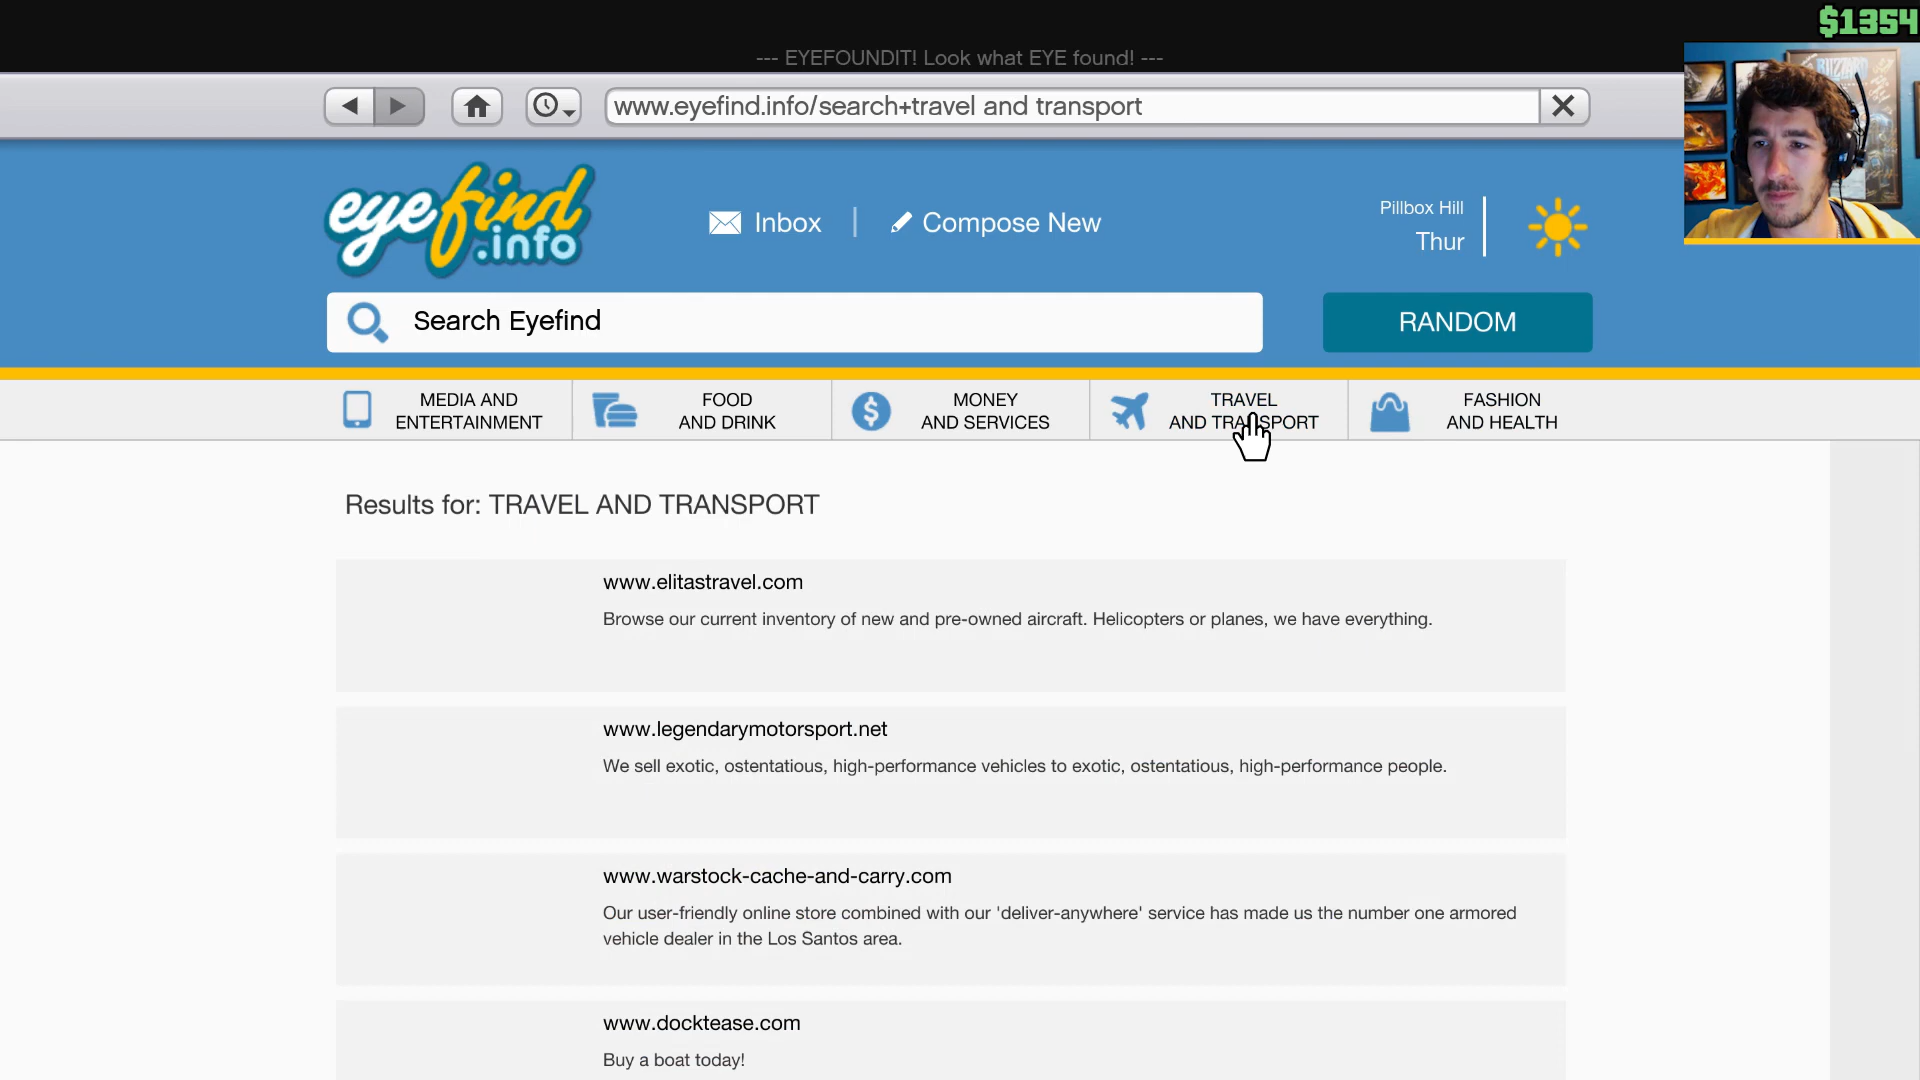 $1354
--- EYEFOUNDIT! Look what EYE found! ---
www.eyefind.info/search+travel and transport
eyefind
.info
Inbox
Compose New
Pillbox Hill
Thur
Search Eyefind
RANDOM
MEDIA AND
ENTERTAINMENT
FOOD
AND DRINK
MONEY
AND SERVICES
TRAVEL
AND TRANSPORT
FASHION
AND HEALTH
Results for: TRAVEL AND TRANSPORT
www.elitastravel.com
Browse our current inventory of new and pre-owned aircraft. Helicopters or planes, we have everything.
www.legendarymotorsport.net
We sell exotic, ostentatious, high-performance vehicles to exotic, ostentatious, high-performance people.
www.warstock-cache-and-carry.com
Our user-friendly online store combined with our 'deliver-anywhere' service has made us the number one armored
vehicle dealer in the Los Santos area.
www.docktease.com
Buy a boat today!
BLIZZARD